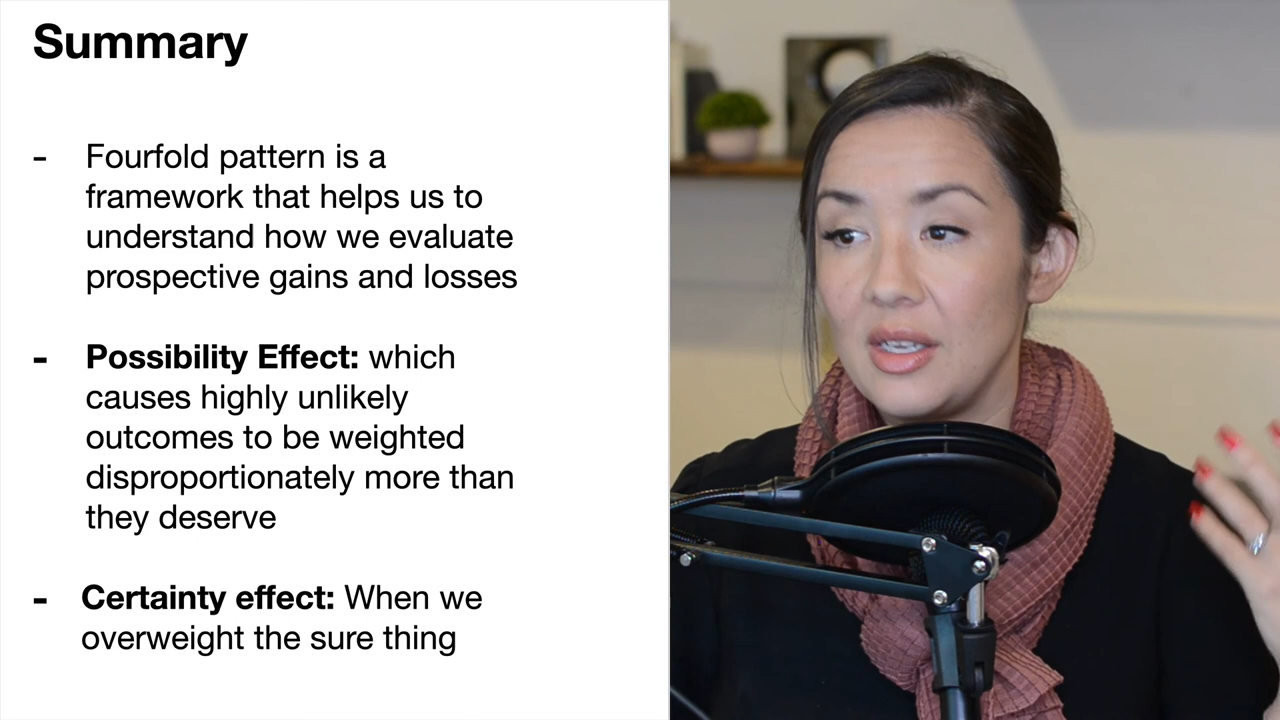 Summary
- Fourfold pattern is a
framework that helps us to
understand how we evaluate
prospective gains and losses
- Possibility Effect: which
causes highly unlikely
outcomes to be weighted
disproportionately more than
they deserve
- Certainty effect: When we
overweight the sure thing